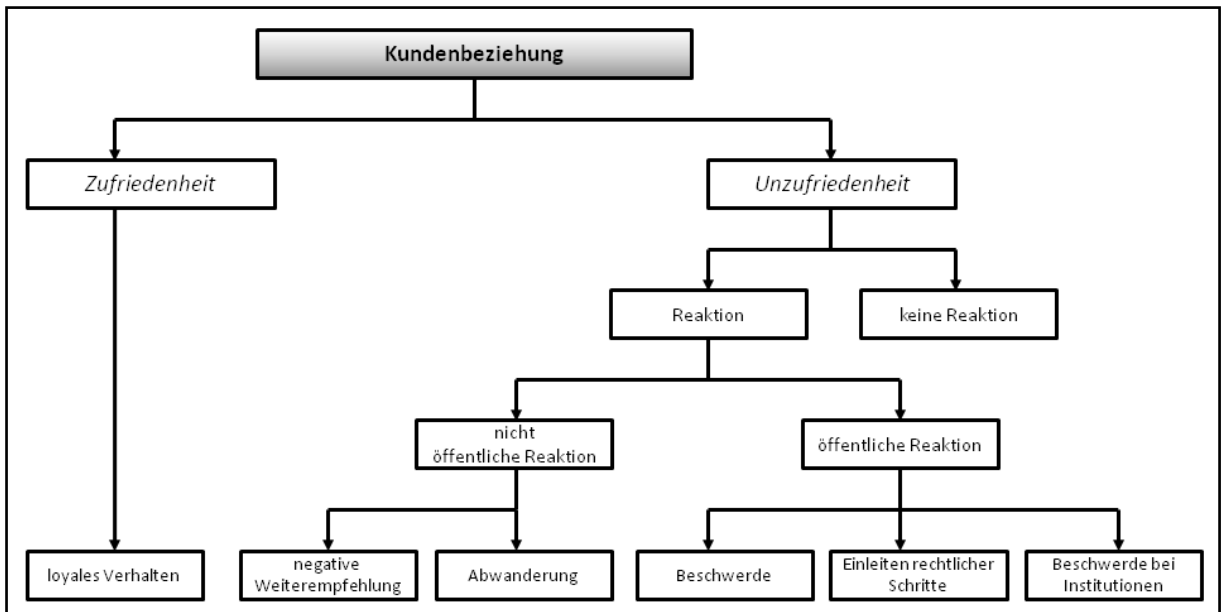 Kundenbeziehung
Zufriedenheit
Unzufriedenheit
Reaktion
keine Reaktion
nicht
öffentliche Reaktion
öffentliche Reaktion
loyales Verhalten
negative
Weiterempfehlung
Abwanderung
Beschwerde
Einleiten rechtlicher
Schritte
Beschwerde bei
Institutionen